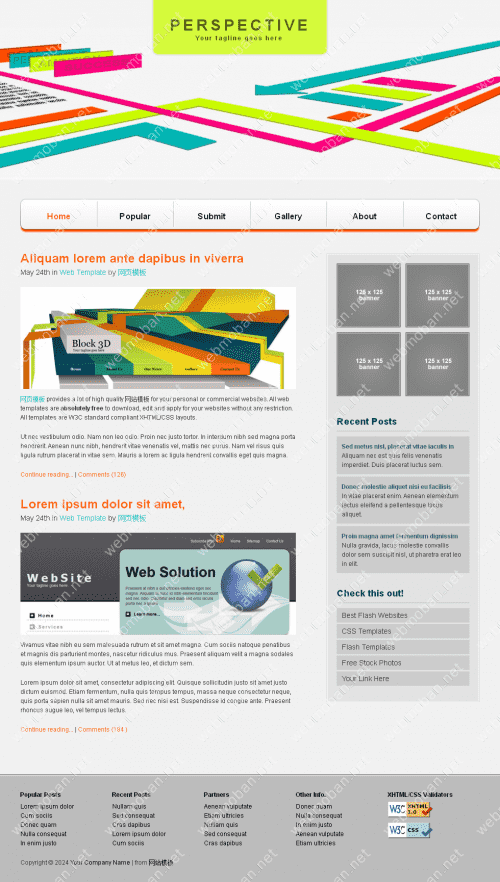 PERSPECTIVE
Your tagline goes here
Home
Popular
Submit
Gallery
About
Contact
Aliquam lorem ante dapibus in viverra
May 24th in Web Template by 网页模板
Block 3D
网页模板 provides a lot of high quality 网站模板 for your personal or commercial websites. All web
templates are absolutely free to download, edit and apply for your websites without any restriction.
All templates are W3C standard compliant XHTML/CSS layouts.
Ut nec vestibulum odio. Nam non leo odio. Proin nec justo tortor. In interdum nibh sed magna porta
hendrerit. Aenean nunc nibh, hendrerit vitae venenatis vel, mattis nec purus. Nam vel risus quis
ligula rutrum placerat in vitae sem. Mauris a lorem ac ligula hendrerit convallis eget quis magna.
Continue reading... | Comments (128)
Lorem ipsum dolor sit amet,
May 24th in Web Template by 网页模板
WebSite
Your tagline goes here
Home
Services
Home Sitemap Contact Us
Web Solution
Learn more...
Vivamus vitae nibh eu sem malesuada rutrum et sit amet magna. Cum sociis natoque penatibus
et magnis dis parturient montes, nascetur ridiculus mus. Praesent aliquam velit a magna sodales
quis elementum ipsum auctor. Ut at metus leo, et dictum sem.
Lorem ipsum dolor sit amet, consectetur adipiscing elit. Quisque sollicitudin justo sit amet justo
dictum euismod. Etiam fermentum, nulla quis tempus tempus, massa neque consectetur neque,
quis porta sapien nulla sit amet mauris. Sed nec nisi est. Suspendisse id congue ante. Praesent
rhoncus augue leo, vel tempus lectus.
Continue reading... | Comments (184)
125 x 125
banner
125 x 125
banner
125 x 125
banner
125 x 125
banner
Recent Posts
Sed metus nisl, placerat vitae iaculis in
Aliquam nec est quis felis venenatis
imperdiet. Duis placerat luctus sem.
Donec molestie aliquet nisi eu facilisis
In vitae placerat enim. Aenean elementum
lectus eleifend a pellentesque lacus
aliquet.
Proin magna amet Fermentum dignissim
Nulla gravida, lacus molestie convallis
dolor sem suscipit nisl, ut pharetra erat leo
in elit.
Check this out!
Best Flash Websites
CSS Templates
Flash Templates
Free Stock Photos
Your Link Here
Popular Posts
Lorem ipsum dolor
Cum sociis
Donec quam
Nulla consequat
In enim justo
Recent Posts
Nullam quis
Sed consequat
Cras dapibus
Lorem ipsum dolor
Cum sociis
Partners
Aenean vulputate
Etiam ultricies
Nullam quis
Sed consequat
Cras dapibus
Other Info.
Donec quam
Nulla consequat
In enim justo
Aenean vulputate
Etiam ultricies
XHTML/CSS Validators
W3C XHTML 1.0
W3C css
Copyright © 2024 Your Company Name | from 网站模板
webmoban.net